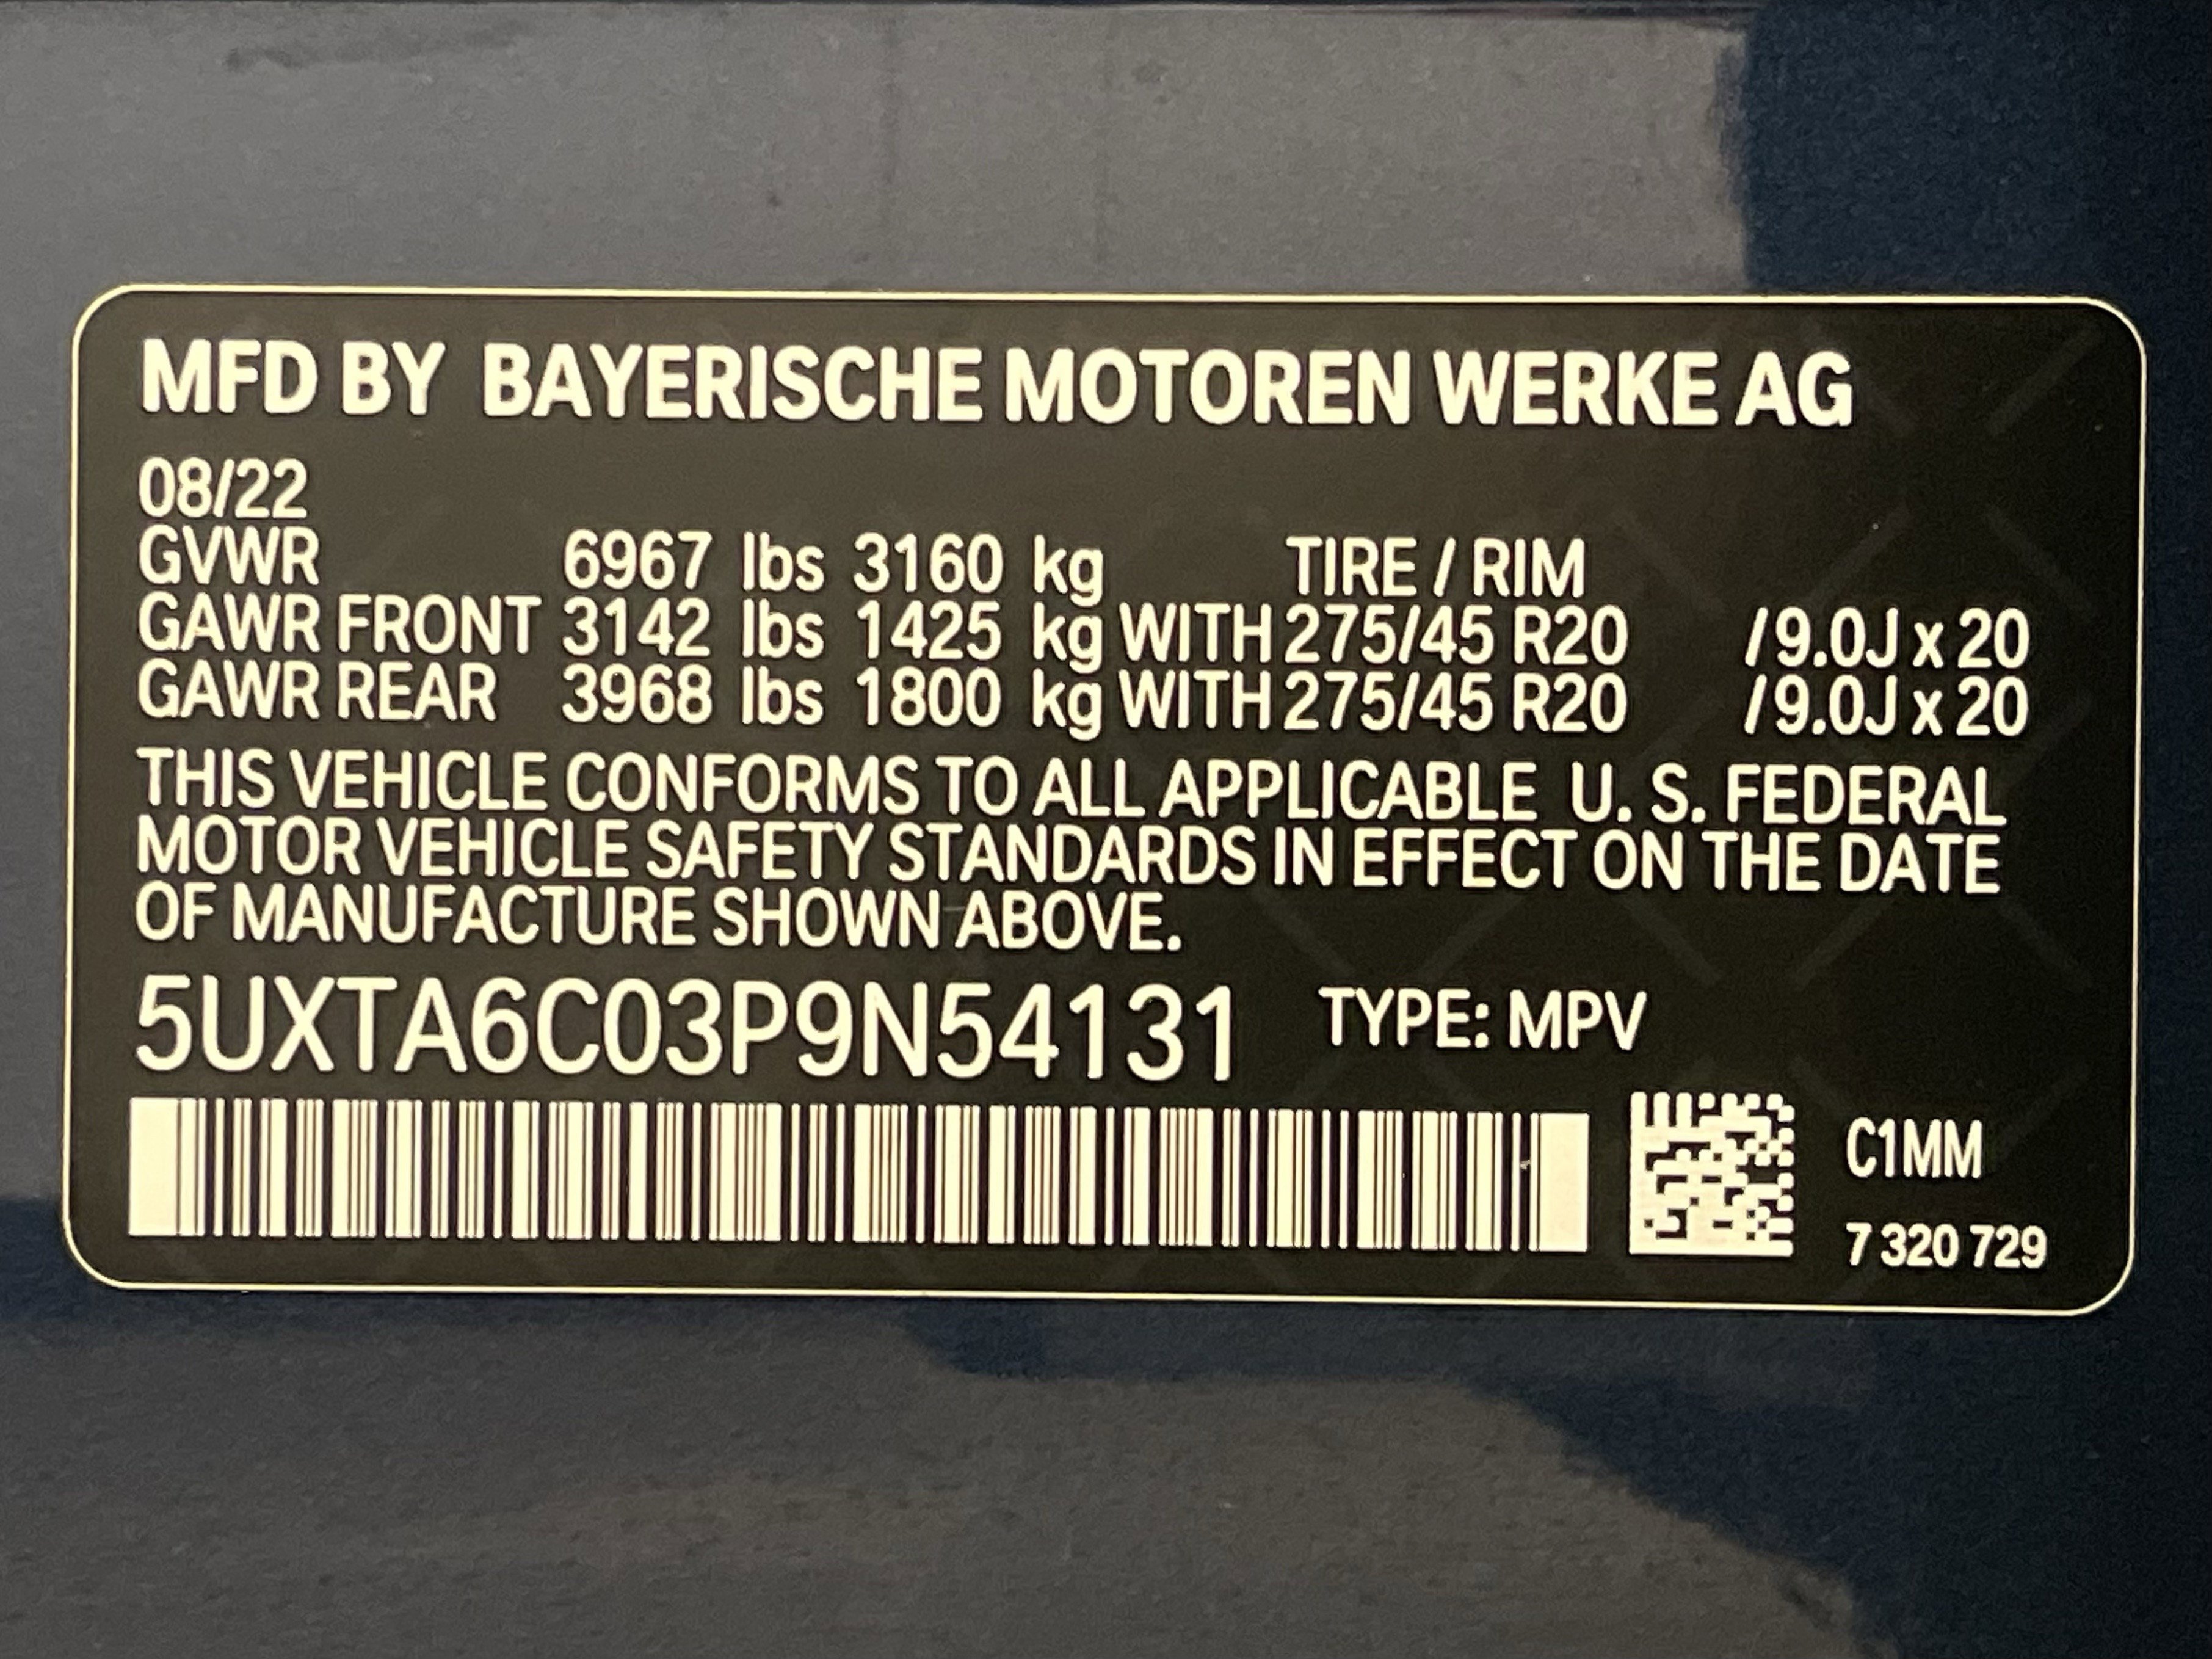 MFD BY BAYERISCHE MOTOREN WERKE AG
08/22
GVWR 6967 lbs 3160 kg TIRE / RIM
GAWR FRONT 3142 lbs 1425 kg WITH 275/45 R20 / 9.0J x 20
GAWR REAR 3968 lbs 1800 kg WITH 275/45 R20 / 9.0J x 20
THIS VEHICLE CONFORMS TO ALL APPLICABLE U. S. FEDERAL
MOTOR VEHICLE SAFETY STANDARDS IN EFFECT ON THE DATE
OF MANUFACTURE SHOWN ABOVE.
5UXTA6C03P9N54131 TYPE: MPV
C1MM
7 320 729